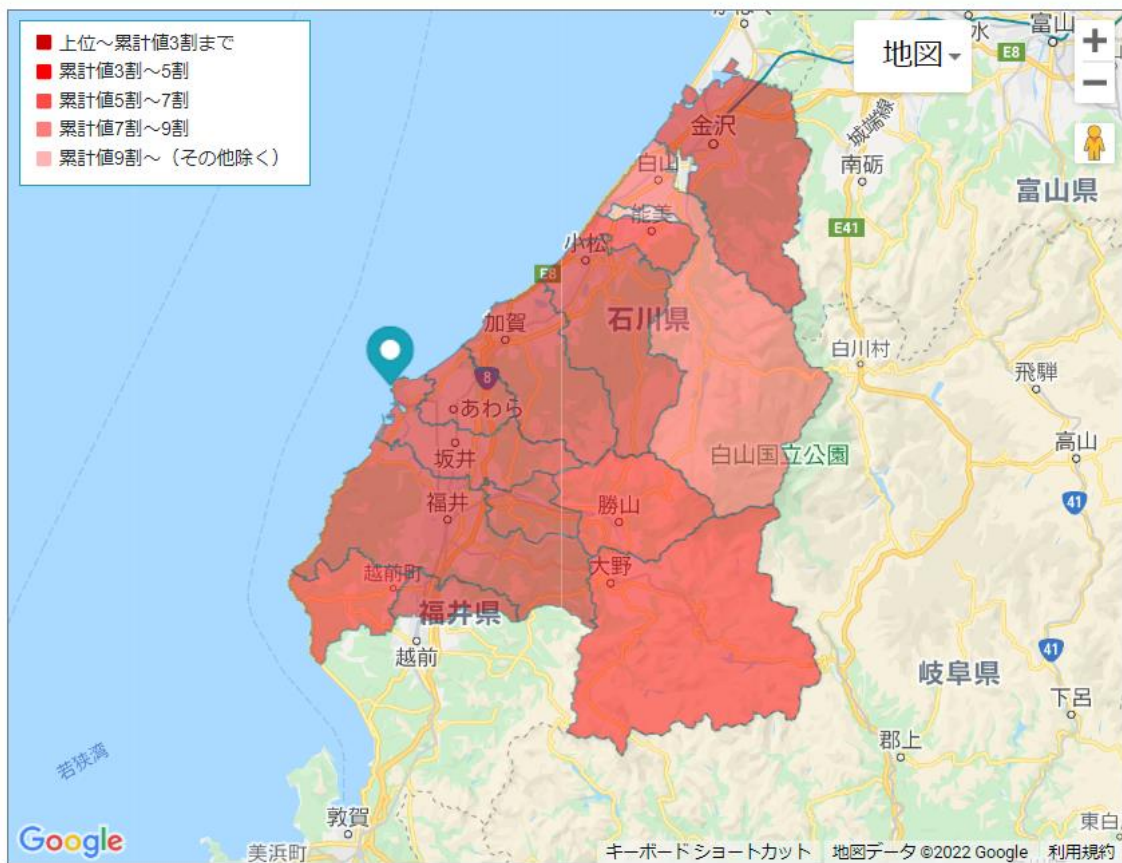 上位～累計値3割まで
累計値3割～5割
累計値5割～7割
累計値7割～9割
累計値9割～（その他除く）
地図
水
富山
E8
+
−
金沢
城端線
白山
南砺
富山県
能美
E41
小松
E8
石川県
加賀
白川村
8
飛騨
あわら
高山
坂井
白山国立公園
41
福井
勝山
大野
越前町
福井県
越前
41
岐阜県
下呂
郡上
若狭湾
敦賀
東白
美浜町
Google
キーボード ショートカット
地図データ ©2022 Google
利用規約